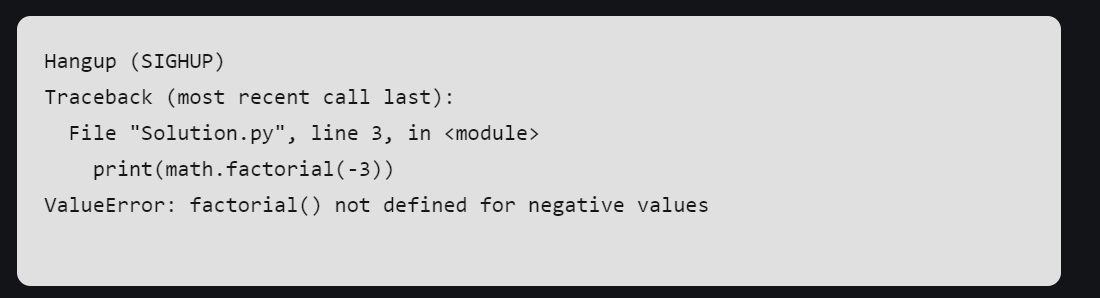 Hangup (SIGHUP)
Traceback (most recent call last):
  File "Solution.py", line 3, in <module>
    print(math.factorial(-3))
ValueError: factorial() not defined for negative values